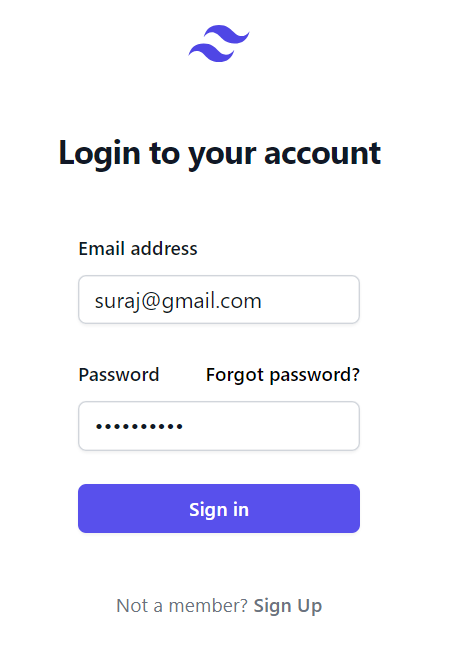 Login to your account
Email address
suraj@gmail.com
Password Forgot password?
••••••••••
Sign in
Not a member? Sign Up